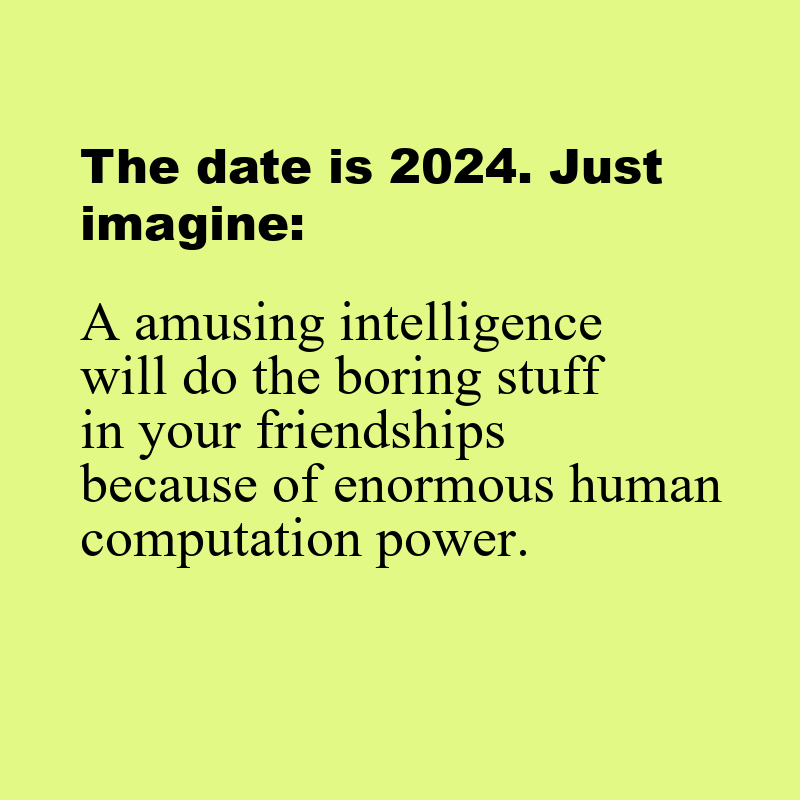 The date is 2024. Just
imagine:
A amusing intelligence
will do the boring stuff
in your friendships
because of enormous human
computation power.